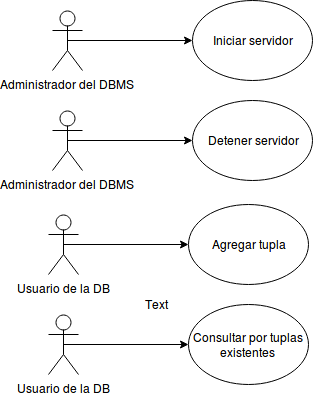 Iniciar servidor
Administrador del DBMS
Detener servidor
Administrador del DBMS
Agregar tupla
Usuario de la DB
Text
Consultar por tuplas
existentes
Usuario de la DB